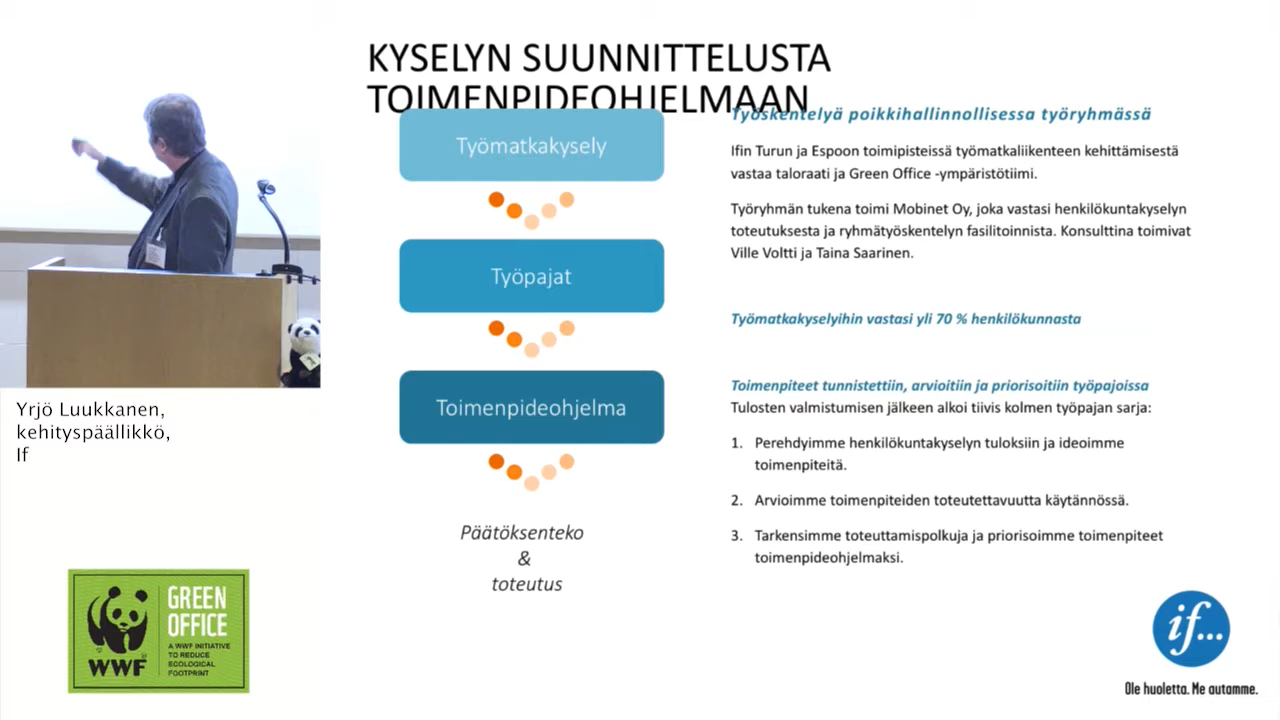 KYSELYN SUUNNITTELUSTA
TOIMENPIDEOHJELMAAN
Työmatkakysely
Työpajat
Toimenpideohjelma
Päätöksenteko
&
toteutus
Työskentelyä poikkihallinnollisessa työryhmässä
Ifin Turun ja Espoon toimipisteissä työmatkaliikenteen kehittämisestä
vastaa taloraati ja Green Office -ympäristötiimi.
Työryhmän tukena toimi Mobinet Oy, joka vastasi henkilökuntakyselyn
toteutuksesta ja ryhmätyöskentelyn fasilitoinnista. Konsulttina toimivat
Ville Voltti ja Taina Saarinen.
Työmatkakyselyihin vastasi yli 70 % henkilökunnasta
Toimenpiteet tunnistettiin, arvioitiin ja priorisoitiin työpajoissa
Tulosten valmistumisen jälkeen alkoi tiivis kolmen työpajan sarja:
1. Perehdyimme henkilökuntakyselyn tuloksiin ja ideoimme
toimenpiteitä.
2. Arvioimme toimenpiteiden toteutettavuutta käytännössä.
3. Tarkensimme toteuttamispolkuja ja priorisoimme toimenpiteet
toimenpideohjelmaksi.
Yrjö Luukkanen,
kehityspäällikkö,
If
GREEN
OFFICE
A WWF INITIATIVE
TO REDUCE
ECOLOGICAL
FOOTPRINT
WWF
if...
Ole huoletta. Me autamme.